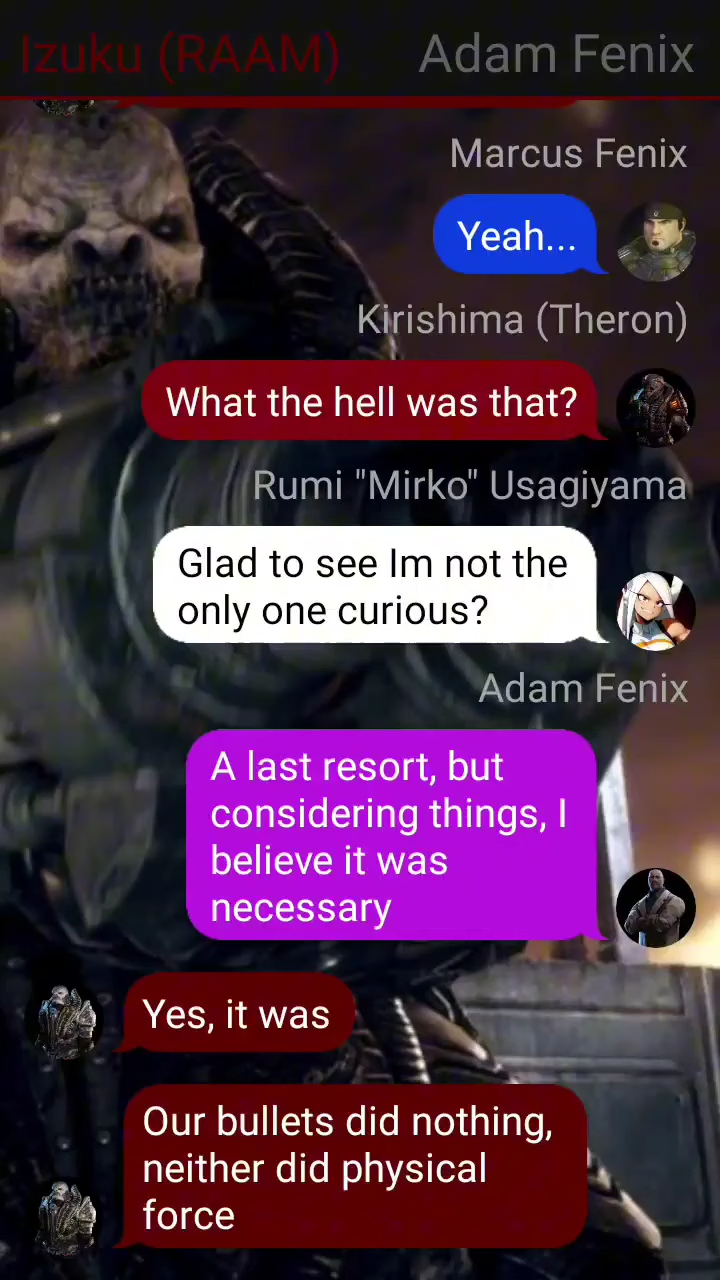 Izuku (RAAM) Adam Fenix
Marcus Fenix
Yeah...
Kirishima (Theron)
What the hell was that?
Rumi "Mirko" Usagiyama
Glad to see Im not the
only one curious?
Adam Fenix
A last resort, but
considering things, I
believe it was
necessary
Yes, it was
Our bullets did nothing,
neither did physical
force